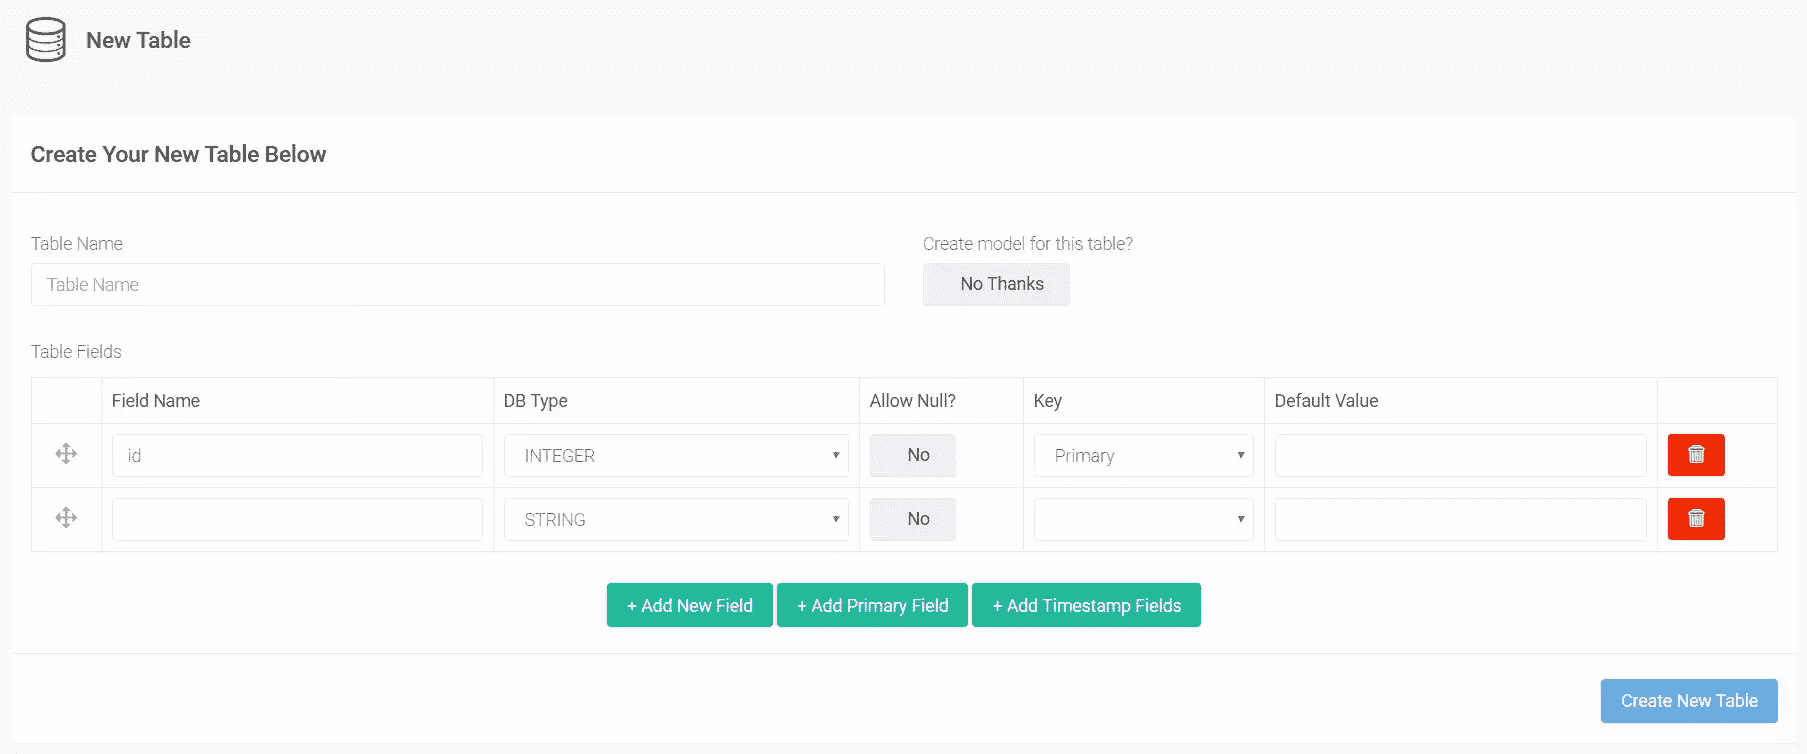 New Table
Create Your New Table Below
Table Name
Create model for this table?
Table Name
No Thanks
Table Fields
Field Name DB Type Allow Null? Key Default Value
id INTEGER No Primary
STRING No
+ Add New Field + Add Primary Field + Add Timestamp Fields
Create New Table